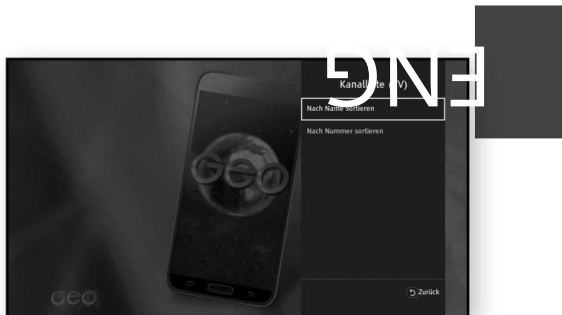 ENG
Kanalliste (TV)
Nach Name sortieren
Nach Nummer sortieren
Zurück
GEO
GEO